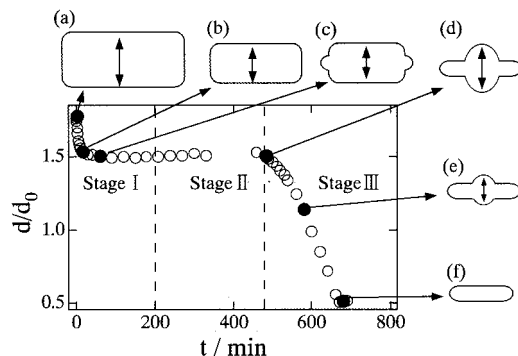 (a)
(b)
(c)
(d)
1.5
Stage I
Stage II
Stage III
(e)
d/d0
1.0
(f)
0.5
0
200
400
600
800
t / min